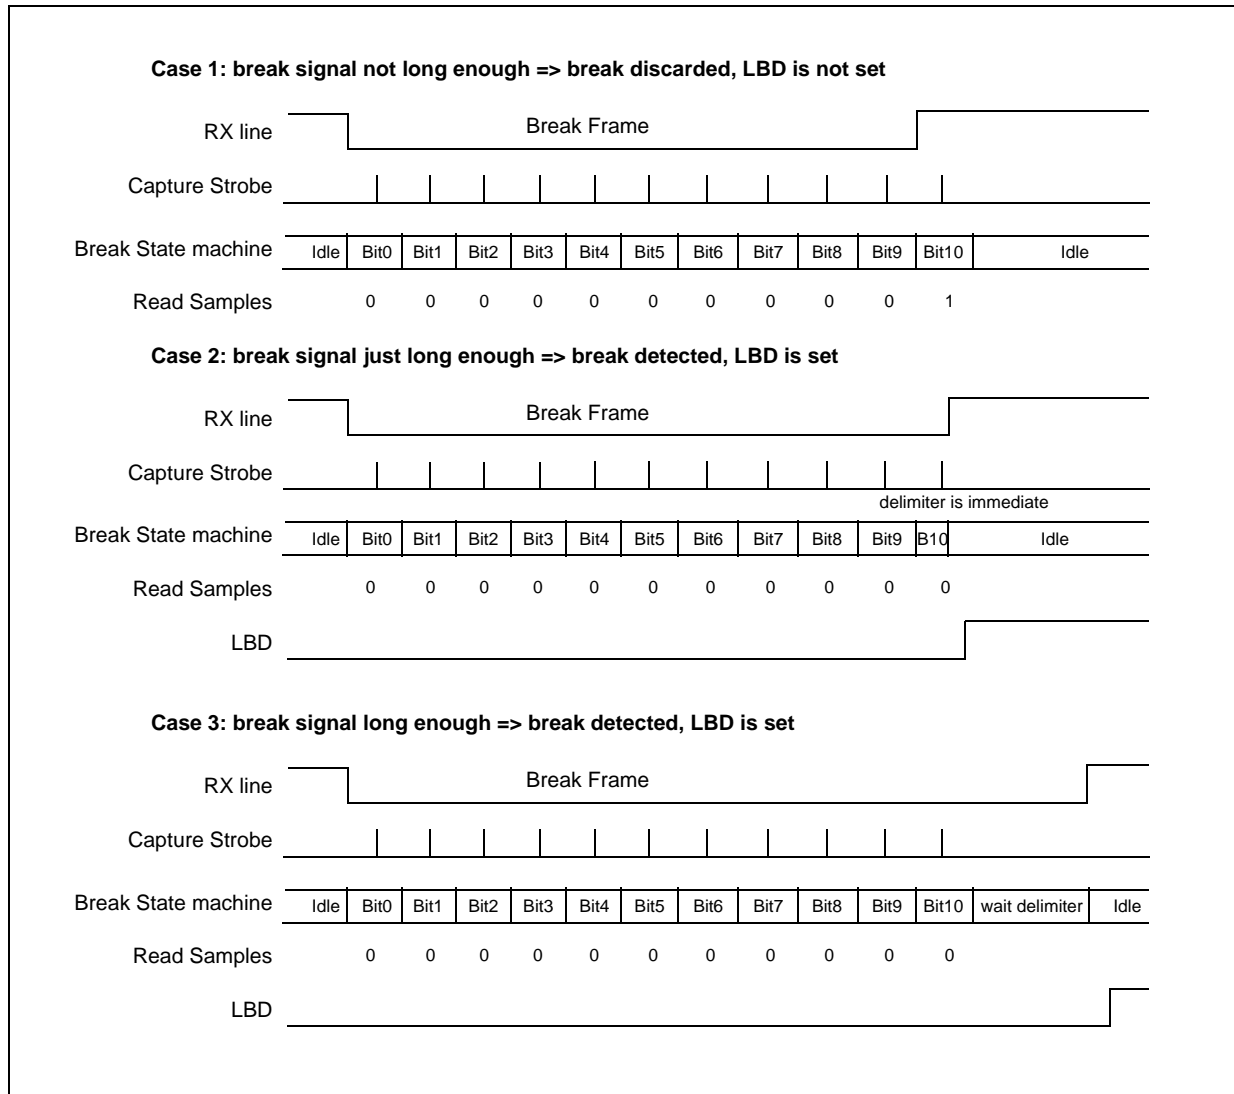 Case 1: break signal not long enough => break discarded, LBD is not set
RX line
Break Frame
Capture Strobe
Break State machine Idle Bit0 Bit1 Bit2 Bit3 Bit4 Bit5 Bit6 Bit7 Bit8 Bit9 Bit10 Idle
Read Samples 0 0 0 0 0 0 0 0 0 0 1
Case 2: break signal just long enough => break detected, LBD is set
RX line
Break Frame
Capture Strobe
delimiter is immediate
Break State machine Idle Bit0 Bit1 Bit2 Bit3 Bit4 Bit5 Bit6 Bit7 Bit8 Bit9 B10 Idle
Read Samples 0 0 0 0 0 0 0 0 0 0 0
LBD
Case 3: break signal long enough => break detected, LBD is set
RX line
Break Frame
Capture Strobe
Break State machine Idle Bit0 Bit1 Bit2 Bit3 Bit4 Bit5 Bit6 Bit7 Bit8 Bit9 Bit10 wait delimiter Idle
Read Samples 0 0 0 0 0 0 0 0 0 0 0
LBD